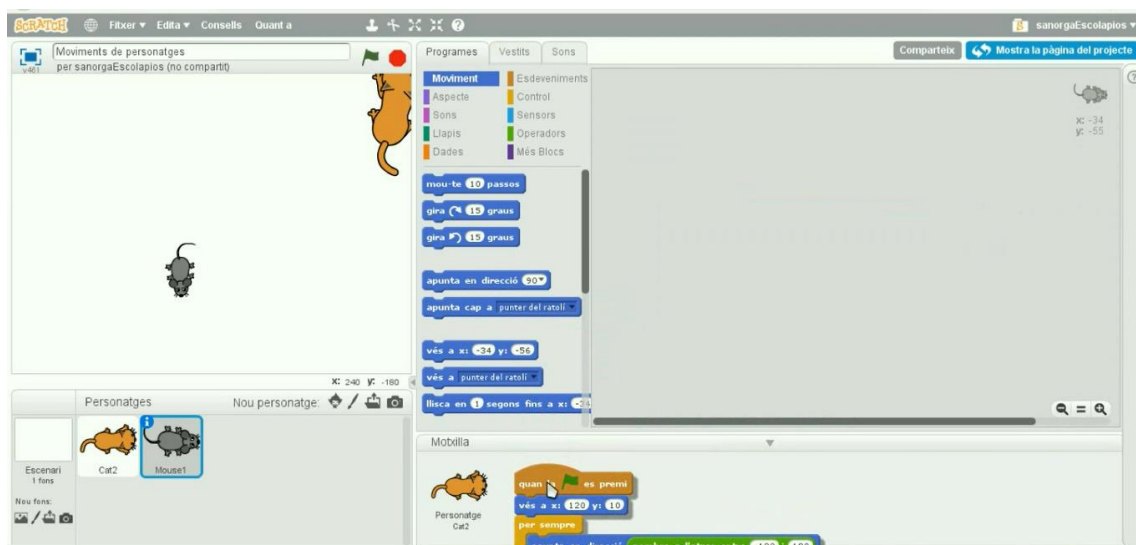 SCRATCH Fitxer Edita Consells Quant a sanorgaEscolapios
v461 Moviments de personatges
per sanorgaEscolapios (no compartit)
Programes Vestits Sons
Comparteix Mostra la pàgina del projecte
Moviment Esdeveniments
Aspecte Control
Sons Sensors
Llapis Operadors
Dades Més Blocs
x: -34
y: -55
mou-te 10 passos
gira 15 graus
gira 15 graus
apunta en direcció 90
apunta cap a punter del ratolí
vés a x: -34 y: -56
vés a punter del ratolí
llisca en 1 segons fins a x: -34
x: 240 y: -180
Personatges Nou personatge:
Escenari
1 fons
Nou fons:
Cat2 Mouse1
Motxilla
Personatge
Cat2
quan es premi
vés a x: 120 y: 10
per sempre